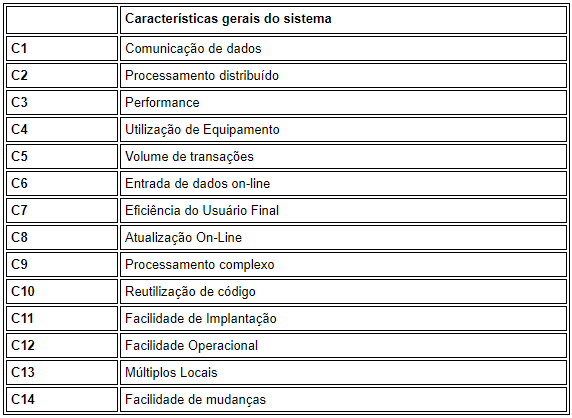 Características gerais do sistema
C1 Comunicação de dados
C2 Processamento distribuído
C3 Performance
C4 Utilização de Equipamento
C5 Volume de transações
C6 Entrada de dados on-line
C7 Eficiência do Usuário Final
C8 Atualização On-Line
C9 Processamento complexo
C10 Reutilização de código
C11 Facilidade de Implantação
C12 Facilidade Operacional
C13 Múltiplos Locais
C14 Facilidade de mudanças